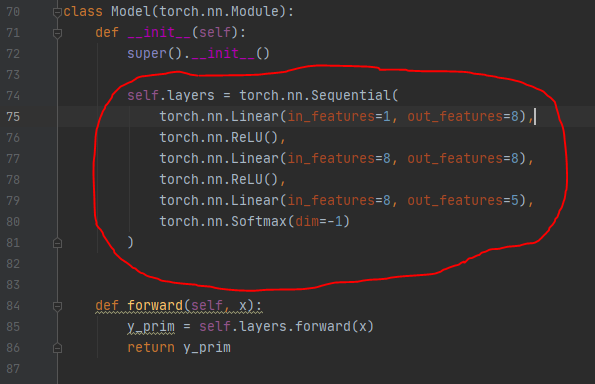 70 class Model(torch.nn.Module):
71 def __init__(self):
72 super().__init__()
73
74 self.layers = torch.nn.Sequential(
75 torch.nn.Linear(in_features=1, out_features=8),
76 torch.nn.ReLU(),
77 torch.nn.Linear(in_features=8, out_features=8),
78 torch.nn.ReLU(),
79 torch.nn.Linear(in_features=8, out_features=5),
80 torch.nn.Softmax(dim=-1)
81 )
82
83
84 def forward(self, x):
85 y_prim = self.layers.forward(x)
86 return y_prim
87